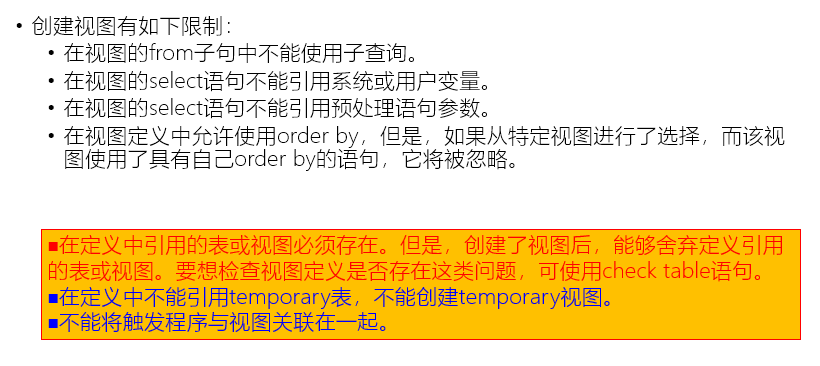 • 创建视图有如下限制：
• 在视图的from子句中不能使用子查询。
• 在视图的select语句不能引用系统或用户变量。
• 在视图的select语句不能引用预处理语句参数。
• 在视图定义中允许使用order by，但是，如果从特定视图进行了选择，而该视
图使用了具有自己order by的语句，它将被忽略。
■在定义中引用的表或视图必须存在。但是，创建了视图后，能够舍弃定义引用
的表或视图。要想检查视图定义是否存在这类问题，可使用check table语句。
■在定义中不能引用temporary表，不能创建temporary视图。
■不能将触发程序与视图关联在一起。